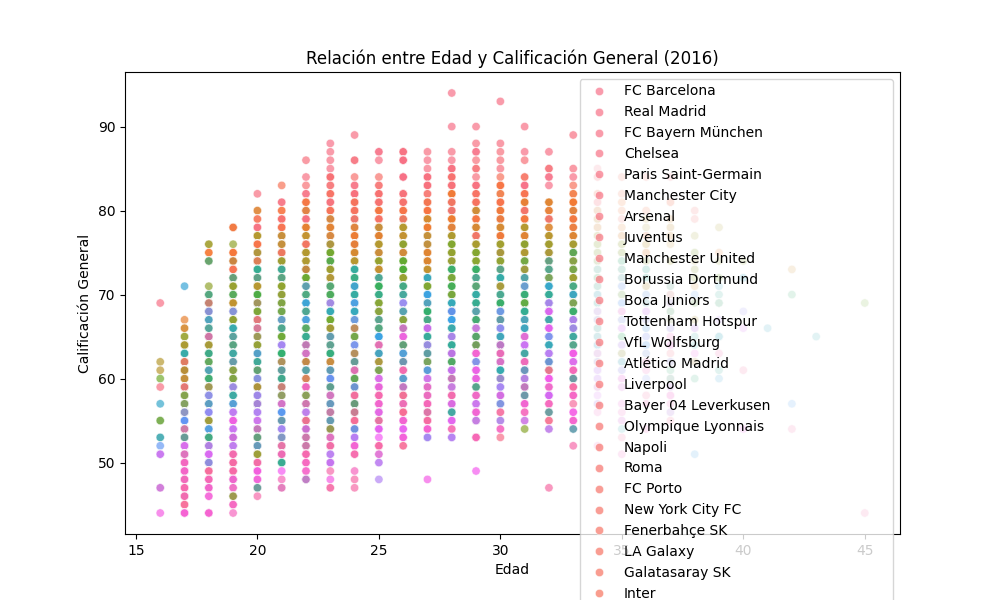 Relación entre Edad y Calificación General (2016)
Calificación General
90
80
70
60
50
15
20
25
30
35
40
45
Edad
FC Barcelona
Real Madrid
FC Bayern München
Chelsea
Paris Saint-Germain
Manchester City
Arsenal
Juventus
Manchester United
Borussia Dortmund
Boca Juniors
Tottenham Hotspur
VfL Wolfsburg
Atlético Madrid
Liverpool
Bayer 04 Leverkusen
Olympique Lyonnais
Napoli
Roma
FC Porto
New York City FC
Fenerbahçe SK
LA Galaxy
Galatasaray SK
Inter